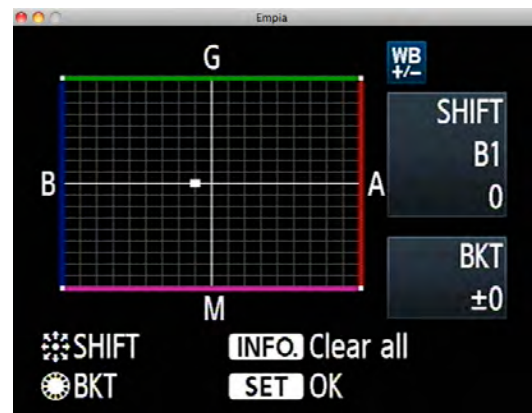 Empia
G
WB
+/–
SHIFT
B1
0
B
A
BKT
±0
M
SHIFT
INFO. Clear all
BKT
SET OK